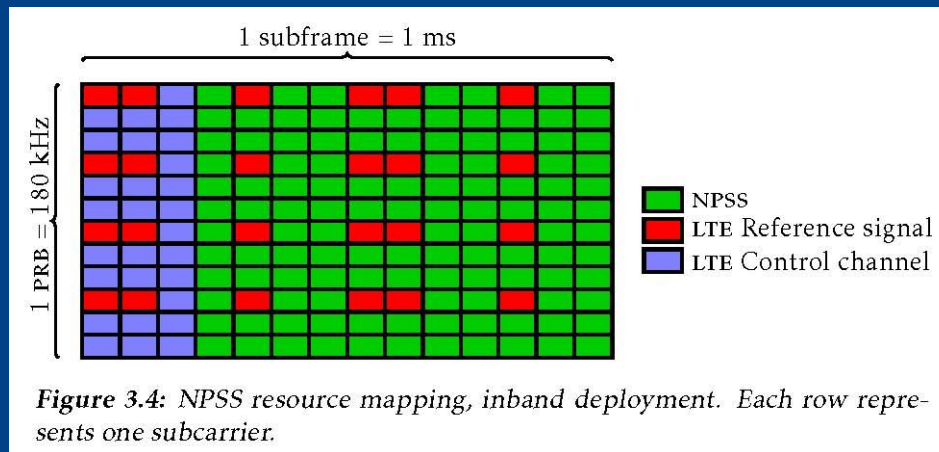 1 subframe = 1 ms
1 PRB = 180 kHz
NPSS
LTE Reference signal
LTE Control channel
Figure 3.4: NPSS resource mapping, inband deployment. Each row repre-
sents one subcarrier.